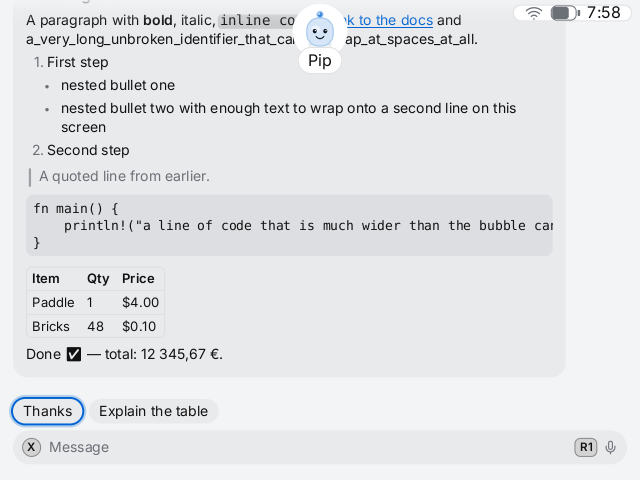 7:58
A paragraph with bold, italic, inline to the docs and
a_very_long_unbroken_identifier_that_ ap_at_spaces_at_all.
Pip
1. First step
• nested bullet one
• nested bullet two with enough text to wrap onto a second line on this
screen
2. Second step
A quoted line from earlier.
fn main() {
println!("a line of code that is much wider than the bubble can
}
Item Qty Price
Paddle 1 $4.00
Bricks 48 $0.10
Done ☑ — total: 12 345,67 €.
Thanks
Explain the table
X Message R1